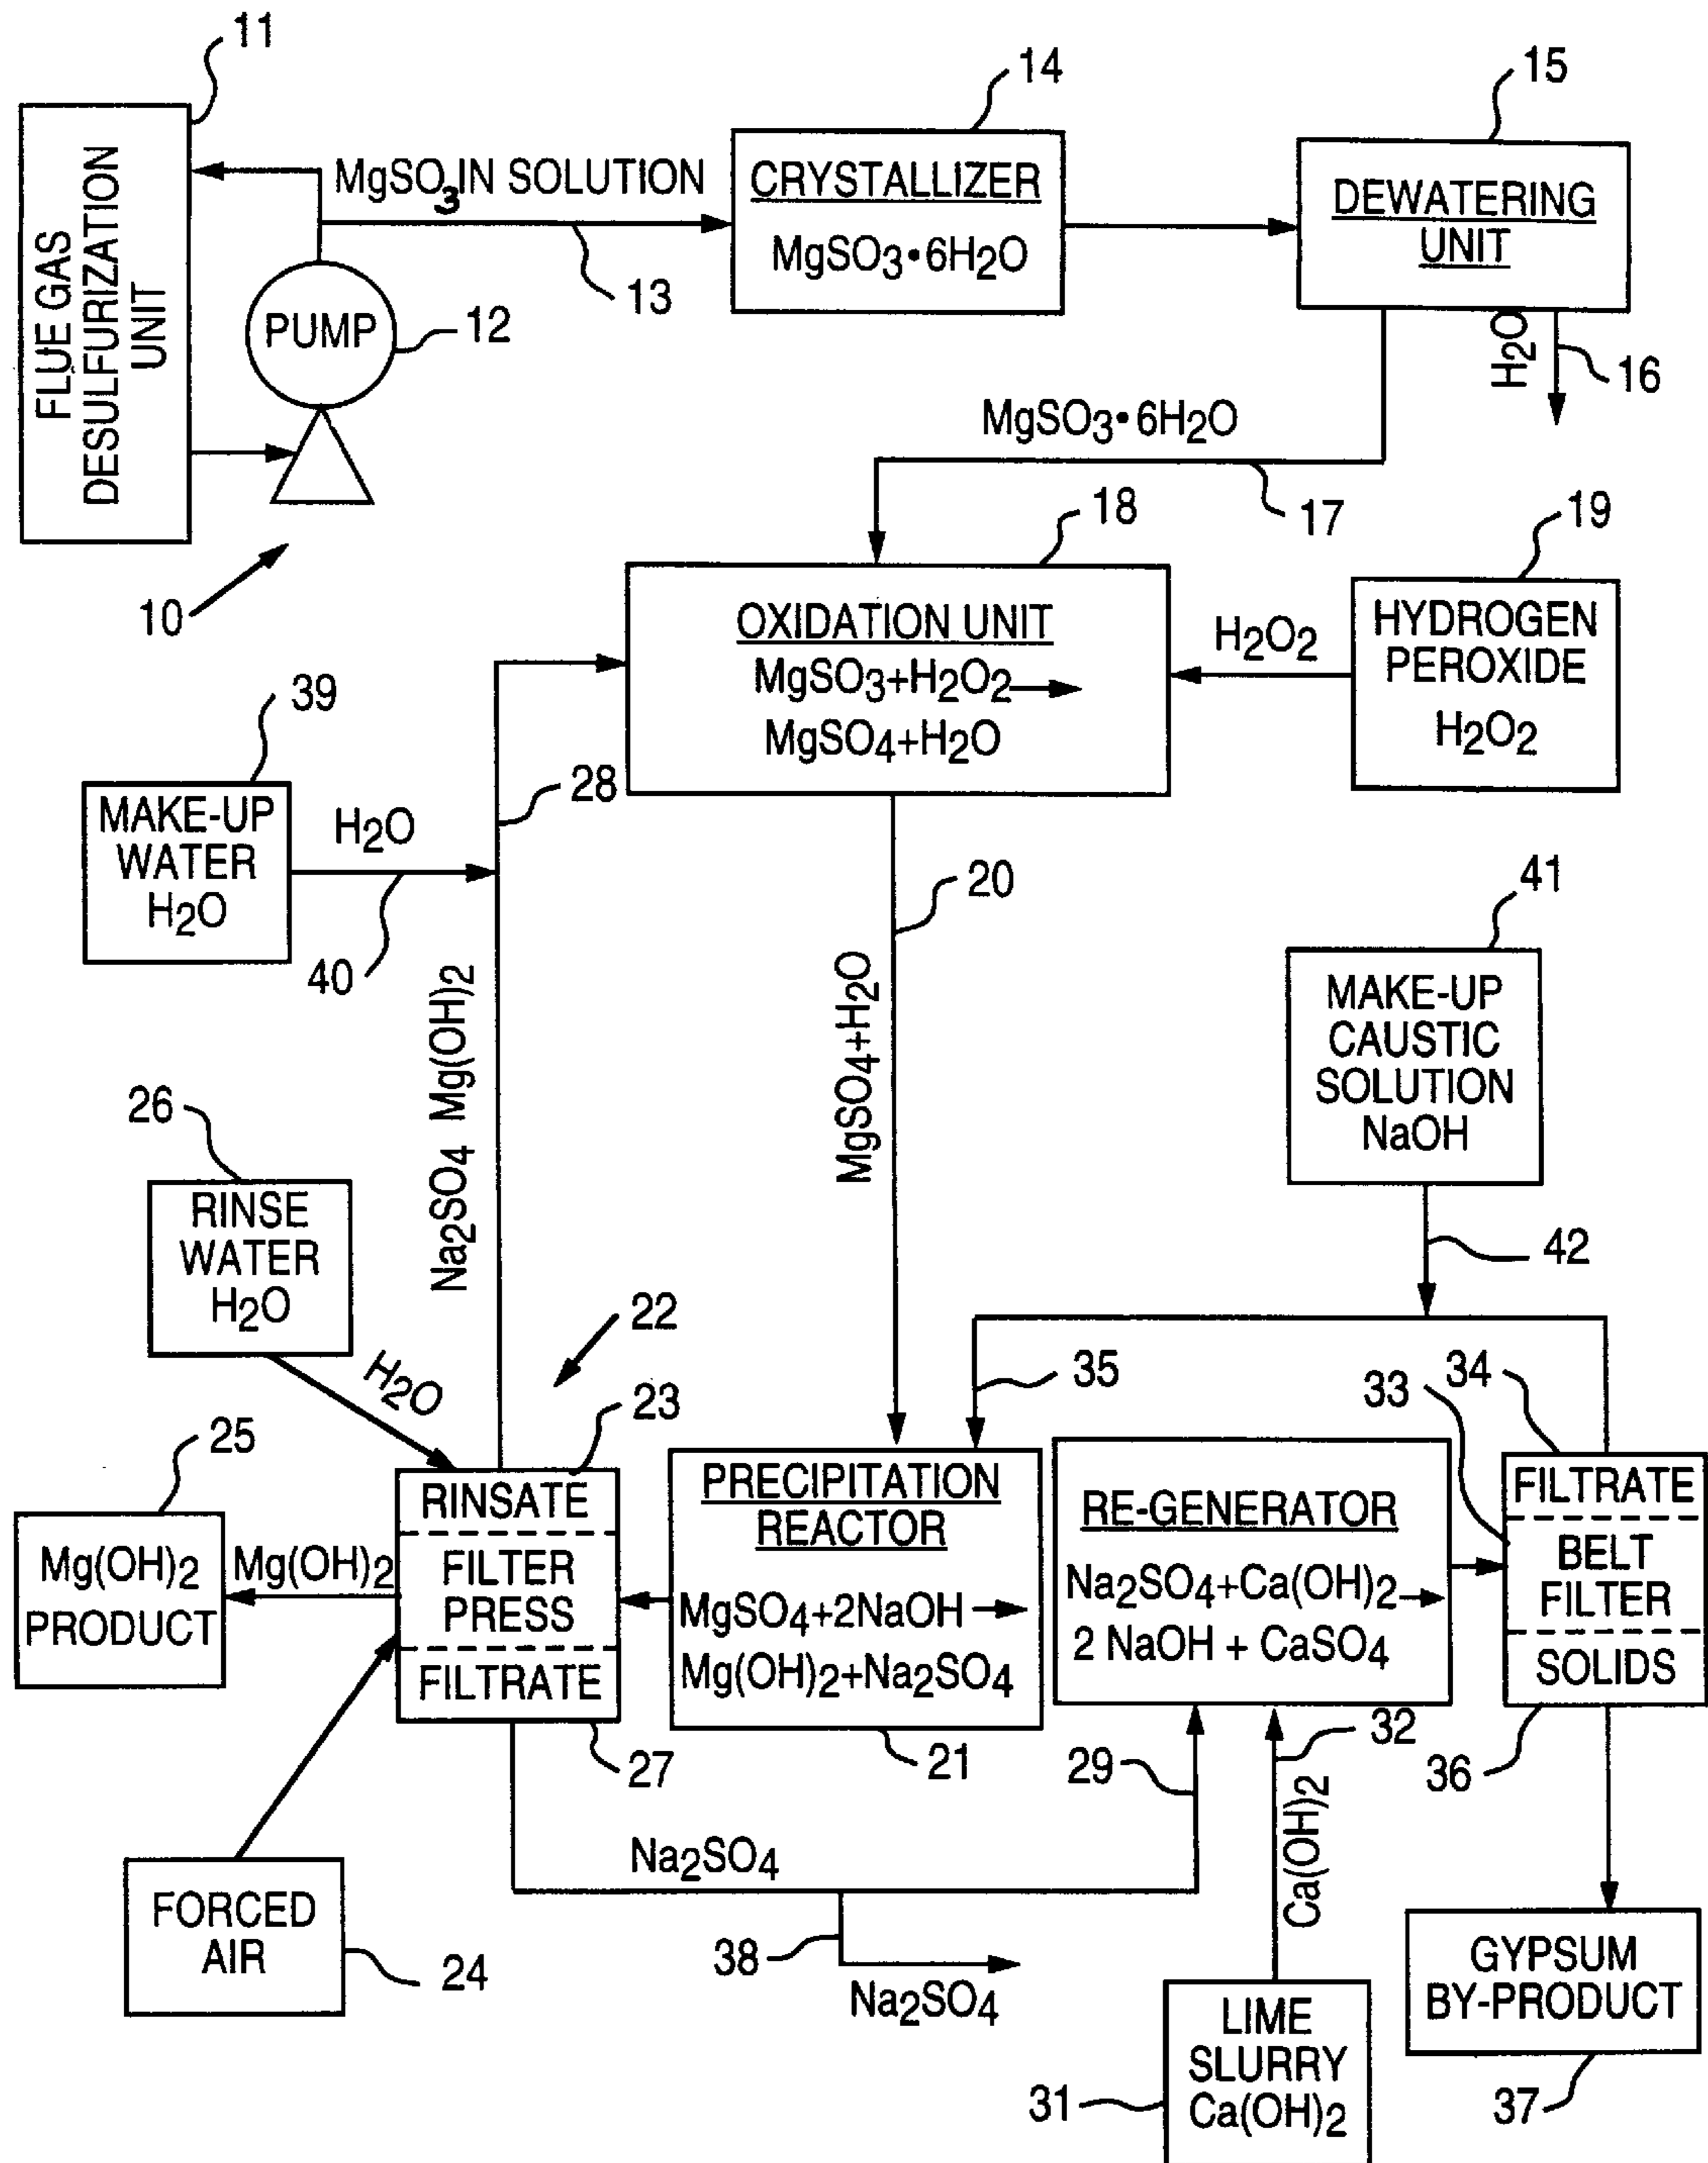 11
FLUE GAS
DESULFURIZATION
UNIT
PUMP
12
10
MgSO3 IN SOLUTION
13
14
CRYSTALLIZER
MgSO3•6H2O
15
DEWATERING
UNIT
H2O
16
MgSO3•6H2O
17
18
OXIDATION UNIT
MgSO3+H2O2
MgSO4+H2O
H2O2
19
HYDROGEN
PEROXIDE
H2O2
39
MAKE-UP
WATER
H2O
H2O
40
28
Na2SO4 Mg(OH)2
20
MgSO4+H2O
41
MAKE-UP
CAUSTIC
SOLUTION
NaOH
42
26
RINSE
WATER
H2O
H2O
22
23
25
Mg(OH)2
PRODUCT
Mg(OH)2
RINSATE
FILTER
PRESS
FILTRATE
27
PRECIPITATION
REACTOR
MgSO4+2NaOH
Mg(OH)2+Na2SO4
21
35
RE-GENERATOR
Na2SO4+Ca(OH)2
2 NaOH + CaSO4
33
34
FILTRATE
BELT
FILTER
SOLIDS
36
29
32
Ca(OH)2
Na2SO4
38
Na2SO4
FORCED
AIR
24
31
LIME
SLURRY
Ca(OH)2
GYPSUM
BY-PRODUCT
37